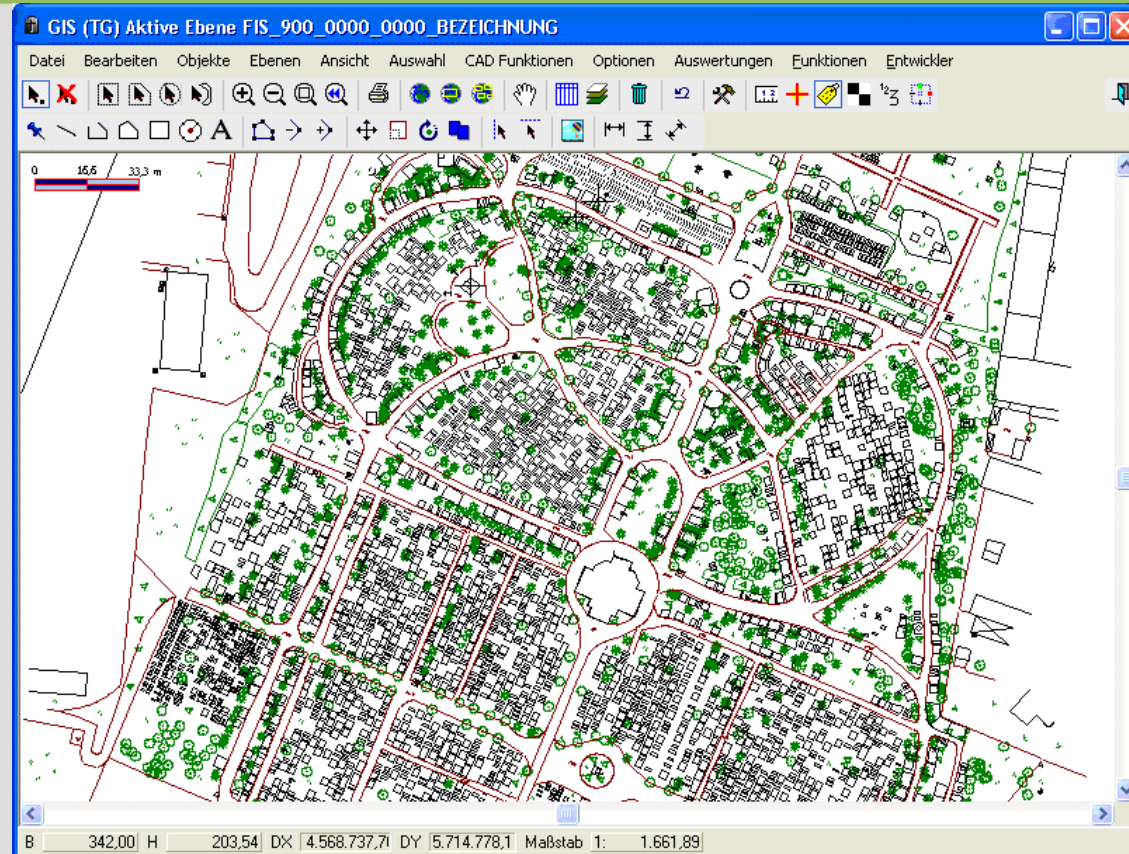 GIS (TG) Aktive Ebene FIS_900_0000_0000_BEZEICHNUNG
Datei Bearbeiten Objekte Ebenen Ansicht Auswahl CAD Funktionen Optionen Auswertungen Funktionen Entwickler
0 16,6 33,3 m
B 342,00 H 203,54 DX 4.568.737,7 DY 5.714.778,1 Maßstab 1: 1.661,89